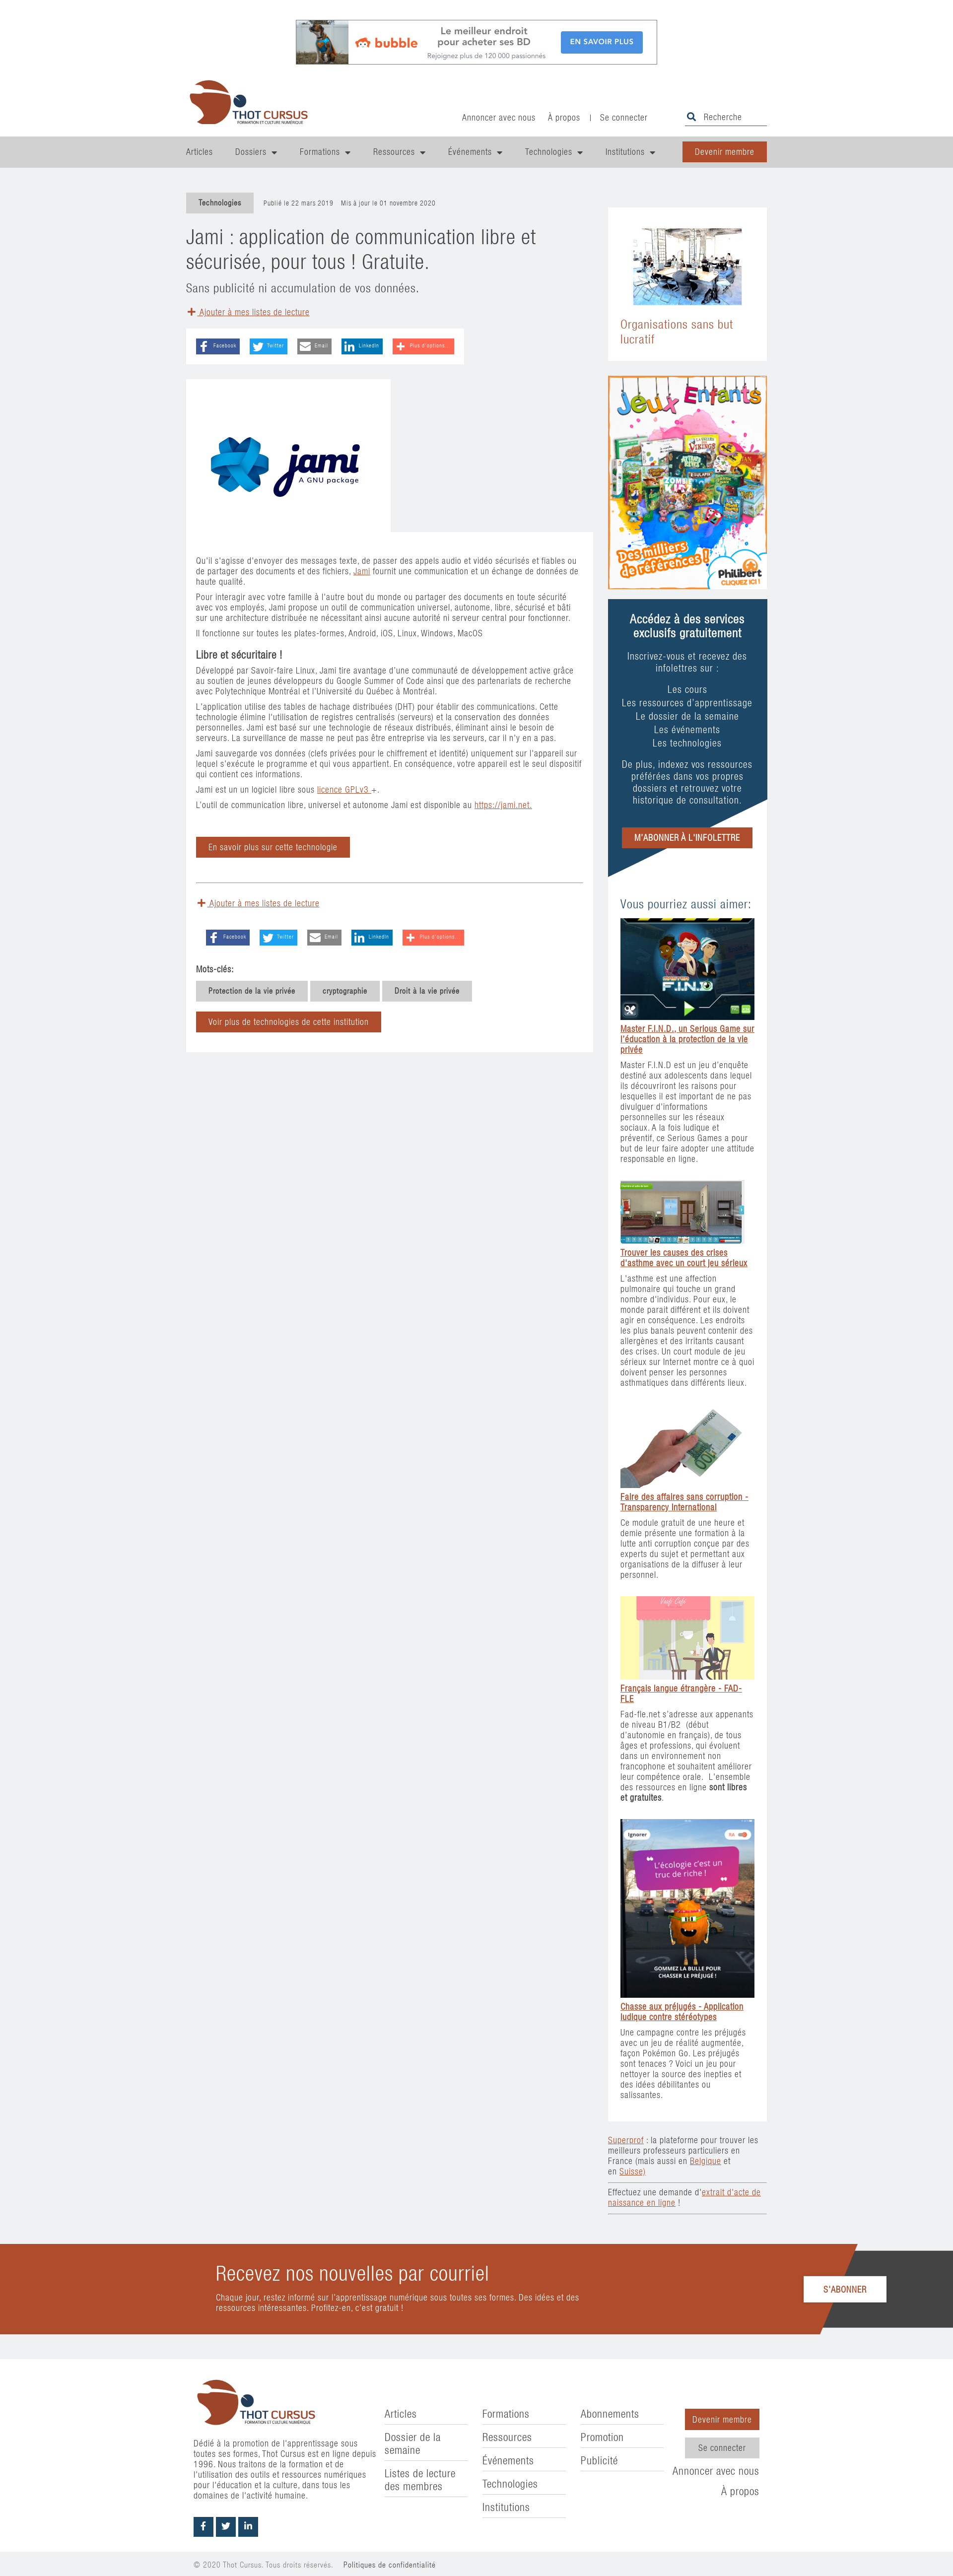 bubble
Le meilleur endroit
pour acheter ses BD
Rejoignez plus de 120 000 passionnés
EN SAVOIR PLUS
THOT CURSUS
FORMATION ET CULTURE NUMÉRIQUE
Annoncer avec nous À propos | Se connecter Recherche
Articles Dossiers Formations Ressources Événements Technologies Institutions Devenir membre
Technologies Publié le 22 mars 2019 Mis à jour le 01 novembre 2020
Jami : application de communication libre et
sécurisée, pour tous ! Gratuite.
Sans publicité ni accumulation de vos données.
Ajouter à mes listes de lecture
Facebook Twitter Email LinkedIn Plus d'options...
jami
A GNU package
Qu'il s'agisse d'envoyer des messages texte, de passer des appels audio et vidéo sécurisés et fiables ou
de partager des documents et des fichiers, Jami fournit une communication et un échange de données de
haute qualité.
Pour interagir avec votre famille à l'autre bout du monde ou partager des documents en toute sécurité
avec vos employés, Jami propose un outil de communication universel, autonome, libre, sécurisé et bâti
sur une architecture distribuée ne nécessitant ainsi aucune autorité ni serveur central pour fonctionner.
Il fonctionne sur toutes les plates-formes, Android, iOS, Linux, Windows, MacOS
Libre et sécuritaire !
Développé par Savoir-faire Linux, Jami tire avantage d'une communauté de développement active grâce
au soutien de jeunes développeurs du Google Summer of Code ainsi que des partenariats de recherche
avec Polytechnique Montréal et l'Université du Québec à Montréal.
L'application utilise des tables de hachage distribuées (DHT) pour établir des communications. Cette
technologie élimine l'utilisation de registres centralisés (serveurs) et la conservation des données
personnelles. Jami est basé sur une technologie de réseaux distribués, éliminant ainsi le besoin de
serveurs. La surveillance de masse ne peut pas être entreprise via les serveurs, car il n'y en a pas.
Jami sauvegarde vos données (clefs privées pour le chiffrement et identité) uniquement sur l'appareil sur
lequel s'exécute le programme et qui vous appartient. En conséquence, votre appareil est le seul dispositif
qui contient ces informations.
Jami est un un logiciel libre sous licence GPLv3 +.
L'outil de communication libre, universel et autonome Jami est disponible au https://jami.net.
En savoir plus sur cette technologie
Ajouter à mes listes de lecture
Facebook Twitter Email LinkedIn Plus d'options...
Mots-clés:
Protection de la vie privée cryptographie Droit à la vie privée
Voir plus de technologies de cette institution
Organisations sans but
lucratif
Jeux Enfants
VIKINGS
ZOMBIE KIDZ
Des milliers
de références !
Philibert
CLIQUEZ ICI !
Accédez à des services
exclusifs gratuitement
Inscrivez-vous et recevez des
infolettres sur :
Les cours
Les ressources d'apprentissage
Le dossier de la semaine
Les événements
Les technologies
De plus, indexez vos ressources
préférées dans vos propres
dossiers et retrouvez votre
historique de consultation.
M'ABONNER À L'INFOLETTRE
Vous pourriez aussi aimer:
F.I.N.D
Master F.I.N.D., un Serious Game sur
l'éducation à la protection de la vie
privée
Master F.I.N.D est un jeu d'enquête
destiné aux adolescents dans lequel
ils découvriront les raisons pour
lesquelles il est important de ne pas
divulguer d'informations
personnelles sur les réseaux
sociaux. A la fois ludique et
préventif, ce Serious Games a pour
but de leur faire adopter une attitude
responsable en ligne.
Trouver les causes des crises
d'asthme avec un court jeu sérieux
L'asthme est une affection
pulmonaire qui touche un grand
nombre d'individus. Pour eux, le
monde parait différent et ils doivent
agir en conséquence. Les endroits
les plus banals peuvent contenir des
allergènes et des irritants causant
des crises. Un court module de jeu
sérieux sur Internet montre ce à quoi
doivent penser les personnes
asthmatiques dans différents lieux.
100
Faire des affaires sans corruption -
Transparency International
Ce module gratuit de une heure et
demie présente une formation à la
lutte anti corruption conçue par des
experts du sujet et permettant aux
organisations de la diffuser à leur
personnel.
Français langue étrangère - FAD-
FLE
Fad-fle.net s'adresse aux appenants
de niveau B1/B2 (début
d'autonomie en français), de tous
âges et professions, qui évoluent
dans un environnement non
francophone et souhaitent améliorer
leur compétence orale. L'ensemble
des ressources en ligne sont libres
et gratuites.
Ignorer RA
L'écologie c'est un
truc de riche !
GOMMEZ LA BULLE POUR
CHASSER LE PRÉJUGÉ !
Chasse aux préjugés - Application
ludique contre stéréotypes
Une campagne contre les préjugés
avec un jeu de réalité augmentée,
façon Pokémon Go. Les préjugés
sont tenaces ? Voici un jeu pour
nettoyer la source des inepties et
des idées débilitantes ou
salissantes.
Superprof : la plateforme pour trouver les
meilleurs professeurs particuliers en
France (mais aussi en Belgique et
en Suisse)
Effectuez une demande d'extrait d'acte de
naissance en ligne !
Recevez nos nouvelles par courriel
Chaque jour, restez informé sur l'apprentissage numérique sous toutes ses formes. Des idées et des
ressources intéressantes. Profitez-en, c'est gratuit !
S'ABONNER
THOT CURSUS
FORMATION ET CULTURE NUMÉRIQUE
Dédié à la promotion de l'apprentissage sous
toutes ses formes, Thot Cursus est en ligne depuis
1996. Nous traitons de la formation et de
l'utilisation des outils et ressources numériques
pour l'éducation et la culture, dans tous les
domaines de l'activité humaine.
Articles
Dossier de la
semaine
Listes de lecture
des membres
Formations
Ressources
Événements
Technologies
Institutions
Abonnements
Promotion
Publicité
Devenir membre
Se connecter
Annoncer avec nous
À propos
© 2020 Thot Cursus. Tous droits réservés. Politiques de confidentialité